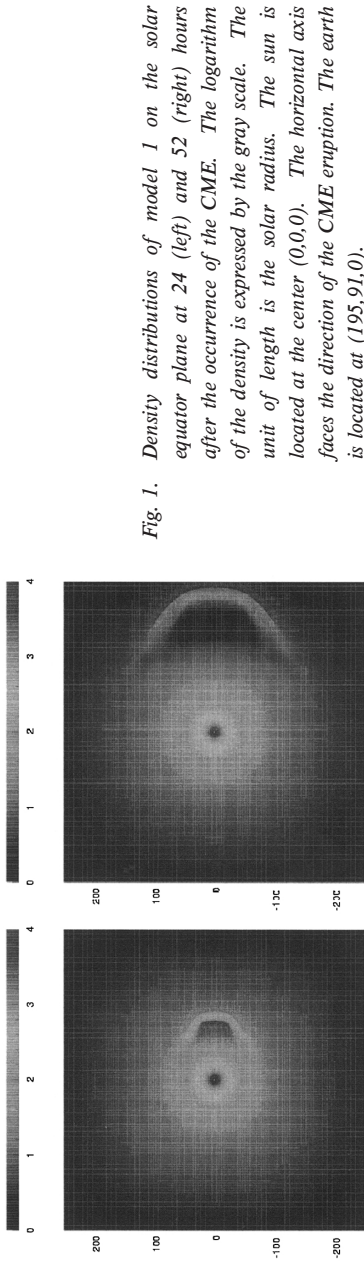 0 1 2 3 4
200
100
0
-100
-200
0 1 2 3 4
200
100
0
Fig. 1. Density distributions of model 1 on the solar
equator plane at 24 (left) and 52 (right) hours
after the occurrence of the CME. The logarithm
of the density is expressed by the gray scale. The
unit of length is the solar radius. The sun is
located at the center (0,0,0). The horizontal axis
faces the direction of the CME eruption. The earth
is located at (195,91,0).